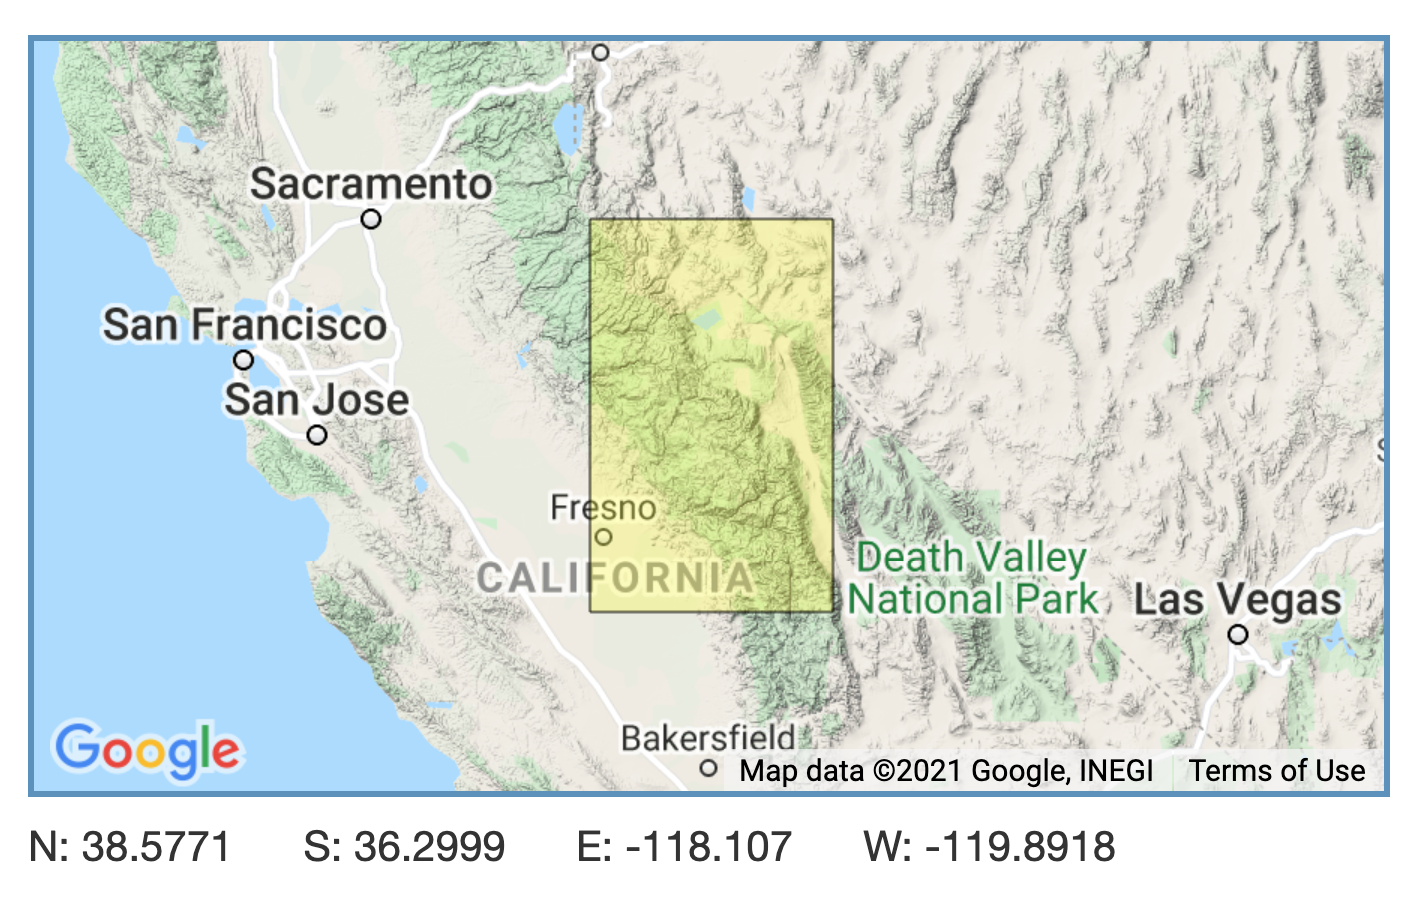 Sacramento
San Francisco
San Jose
Fresno
CALIFORNIA
Death Valley
National Park
Las Vegas
Bakersfield
Google
Map data ©2021 Google, INEGI
Terms of Use
N: 38.5771
S: 36.2999
E: -118.107
W: -119.8918